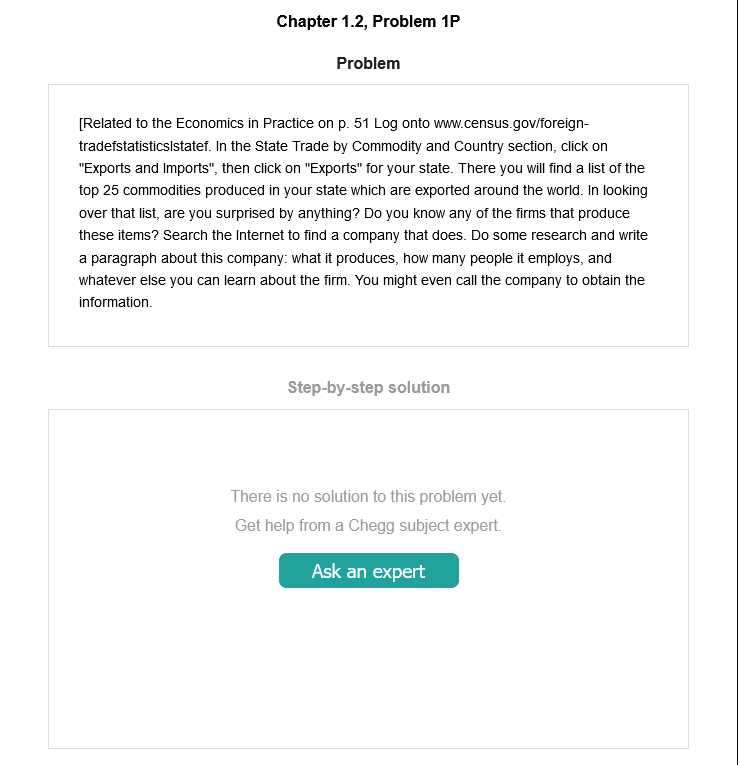 Chapter 1.2, Problem 1P
Problem
[Related to the Economics in Practice on p. 51 Log onto www.census.gov/foreign-
tradefstatisticslstatef. In the State Trade by Commodity and Country section, click on
"Exports and Imports", then click on "Exports" for your state. There you will find a list of the
top 25 commodities produced in your state which are exported around the world. In looking
over that list, are you surprised by anything? Do you know any of the firms that produce
these items? Search the Internet to find a company that does. Do some research and write
a paragraph about this company: what it produces, how many people it employs, and
whatever else you can learn about the firm. You might even call the company to obtain the
information.
Step-by-step solution
There is no solution to this problem yet.
Get help from a Chegg subject expert.
Ask an expert